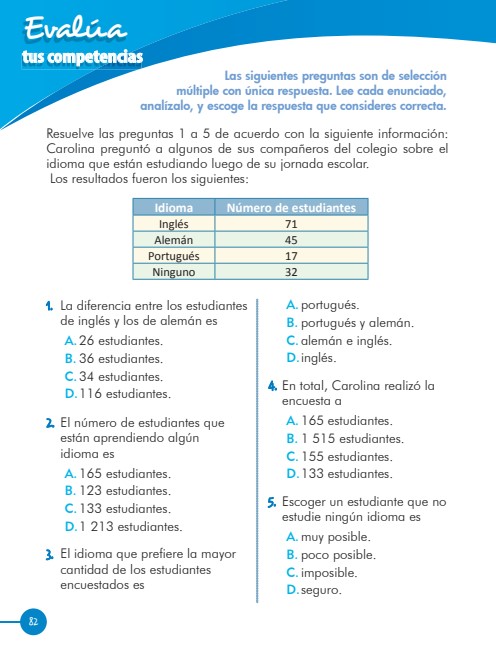 Evalúa
tus competencias
Las siguientes preguntas son de selección
múltiple con única respuesta. Lee cada enunciado,
analízalo, y escoge la respuesta que consideres correcta.
Resuelve las preguntas 1 a 5 de acuerdo con la siguiente información:
Carolina preguntó a algunos de sus compañeros del colegio sobre el
idioma que están estudiando luego de su jornada escolar.
Los resultados fueron los siguientes:
Idioma Número de estudiantes
Inglés 71
Alemán 45
Portugués 17
Ninguno 32
1. La diferencia entre los estudiantes
de inglés y los de alemán es
A. 26 estudiantes.
B. 36 estudiantes.
C. 34 estudiantes.
D. 116 estudiantes.
2. El número de estudiantes que
están aprendiendo algún
idioma es
A. 165 estudiantes.
B. 123 estudiantes.
C. 133 estudiantes.
D. 1 213 estudiantes.
3. El idioma que prefiere la mayor
cantidad de los estudiantes
encuestados es
A. portugués.
B. portugués y alemán.
C. alemán e inglés.
D. inglés.
4. En total, Carolina realizó la
encuesta a
A. 165 estudiantes.
B. 1 515 estudiantes.
C. 155 estudiantes.
D. 133 estudiantes.
5. Escoger un estudiante que no
estudie ningún idioma es
A. muy posible.
B. poco posible.
C. imposible.
D. seguro.
82